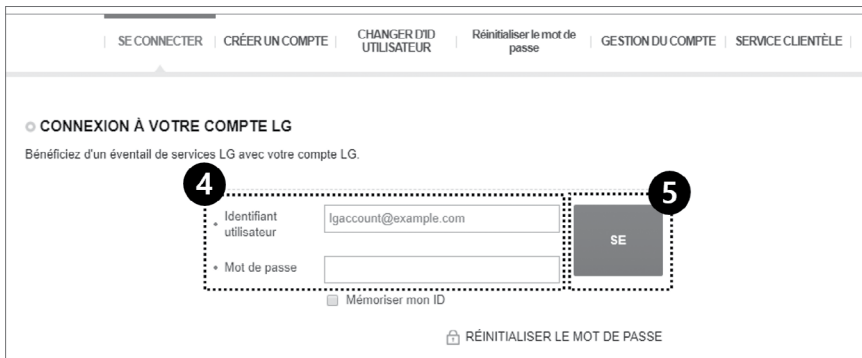 SE CONNECTER | CRÉER UN COMPTE | CHANGER D'ID UTILISATEUR | Réinitialiser le mot de passe | GESTION DU COMPTE | SERVICE CLIENTÈLE
CONNEXION À VOTRE COMPTE LG
Bénéficiez d'un éventail de services LG avec votre compte LG.
4
5
Identifiant utilisateur
lgaccount@example.com
SE
Mot de passe
Mémoriser mon ID
RÉINITIALISER LE MOT DE PASSE